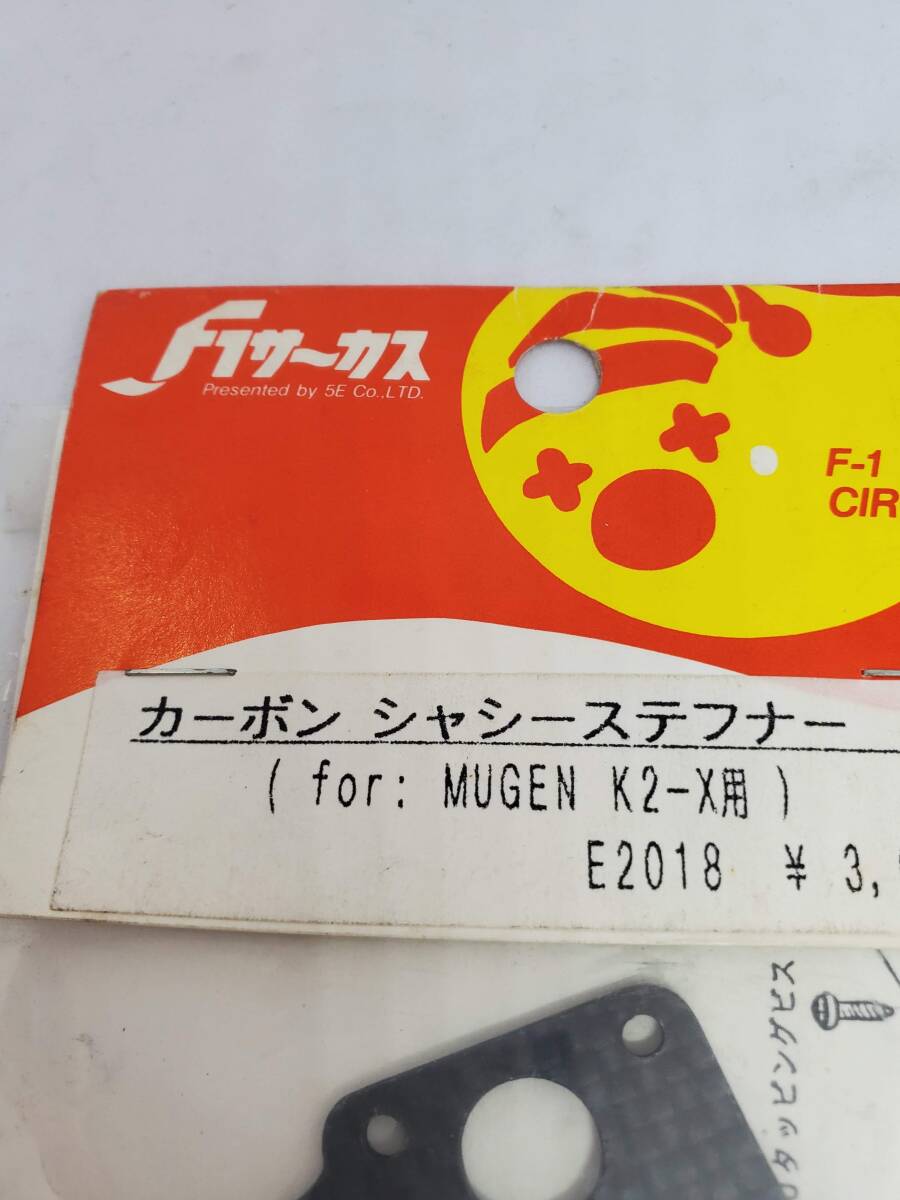 F1サーカス
Presented by 5E Co.,LTD.
F-1
CIR
カーボン シャシーステフナー
( for: MUGEN K2-X用 )
E2018 ¥ 3,
タッピングビス